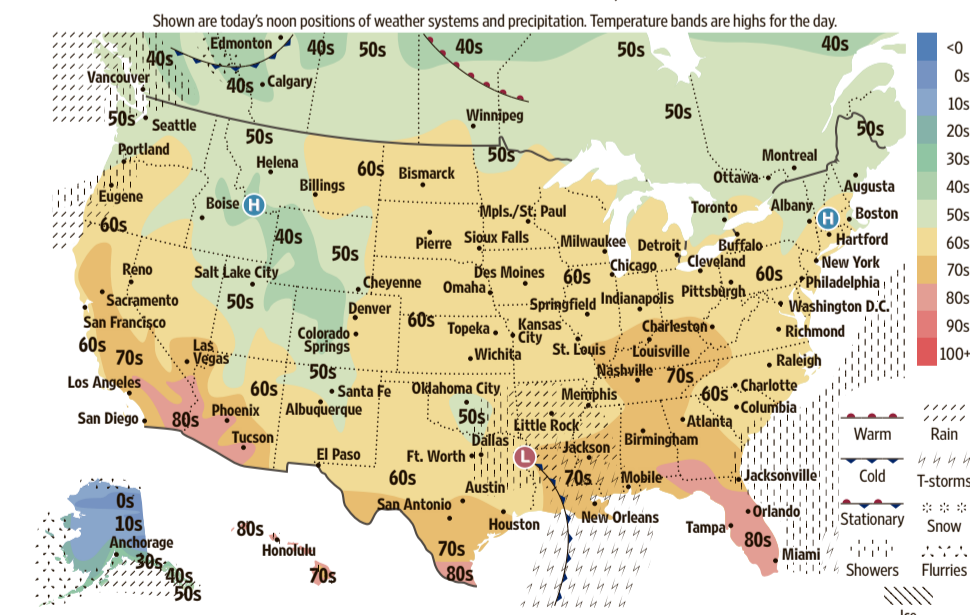 Shown are today's noon positions of weather systems and precipitation. Temperature bands are highs for the day.
Edmonton
40s
40s
50s
40s
50s
40s
Vancouver
40s
Calgary
50s
Seattle
Winnipeg
50s
50s
50s
50s
Portland
Helena
Montreal
Ottawa
Billings
60s
Bismarck
Augusta
Eugene
Boise
H
Mpls./St. Paul
Toronto
Albany
H
Boston
60s
40s
Pierre
Sioux Falls
Milwaukee
Detroit
Buffalo
Hartford
50s
Reno
Salt Lake City
Cheyenne
Des Moines
Omaha
60s
Chicago
Cleveland
60s
New York
Sacramento
50s
Denver
Springfield
Indianapolis
Pittsburgh
Philadelphia
Washington D.C.
San Francisco
Colorado
Springs
60s
Topeka
Kansas
City
St. Louis
Charleston
Louisville
Richmond
60s
70s
Las
Vegas
Wichita
Raleigh
Los Angeles
60s
50s
Santa Fe
Oklahoma City
Nashville
70s
60s
Charlotte
San Diego
80s
Phoenix
Albuquerque
50s
Memphis
Columbia
Little Rock
Atlanta
Tucson
Dallas
Birmingham
El Paso
Ft. Worth
L
Jackson
60s
Austin
70s
Mobile
Jacksonville
San Antonio
Houston
New Orleans
Orlando
Tampa
80s
Miami
70s
80s
0s
10s
Anchorage
30s
40s
50s
80s
Honolulu
70s
<0
0s
10s
20s
30s
40s
50s
60s
70s
80s
90s
100+
Warm
Rain
Cold
T-storms
Stationary
Snow
Showers
Flurries
Ice